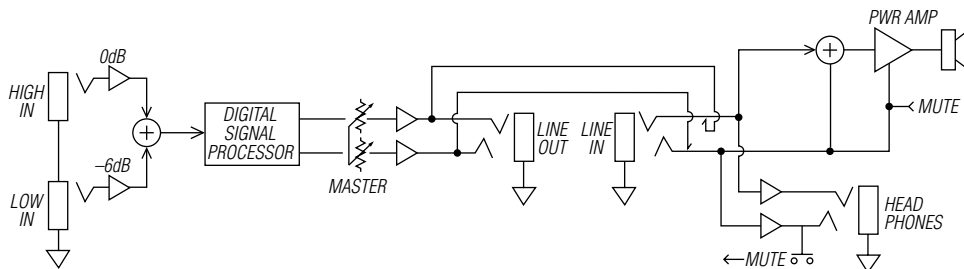 HIGH
IN
LOW
IN
0dB
–6dB
DIGITAL
SIGNAL
PROCESSOR
MASTER
LINE
OUT
LINE
IN
PWR AMP
MUTE
HEAD
PHONES
MUTE